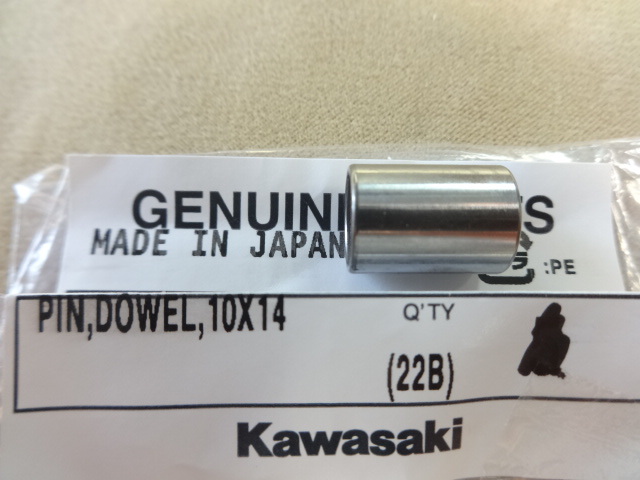 GENUIN S
MADE IN JAPAN
:PE
PIN,DOWEL,10X14 Q'TY
(22B)
Kawasaki